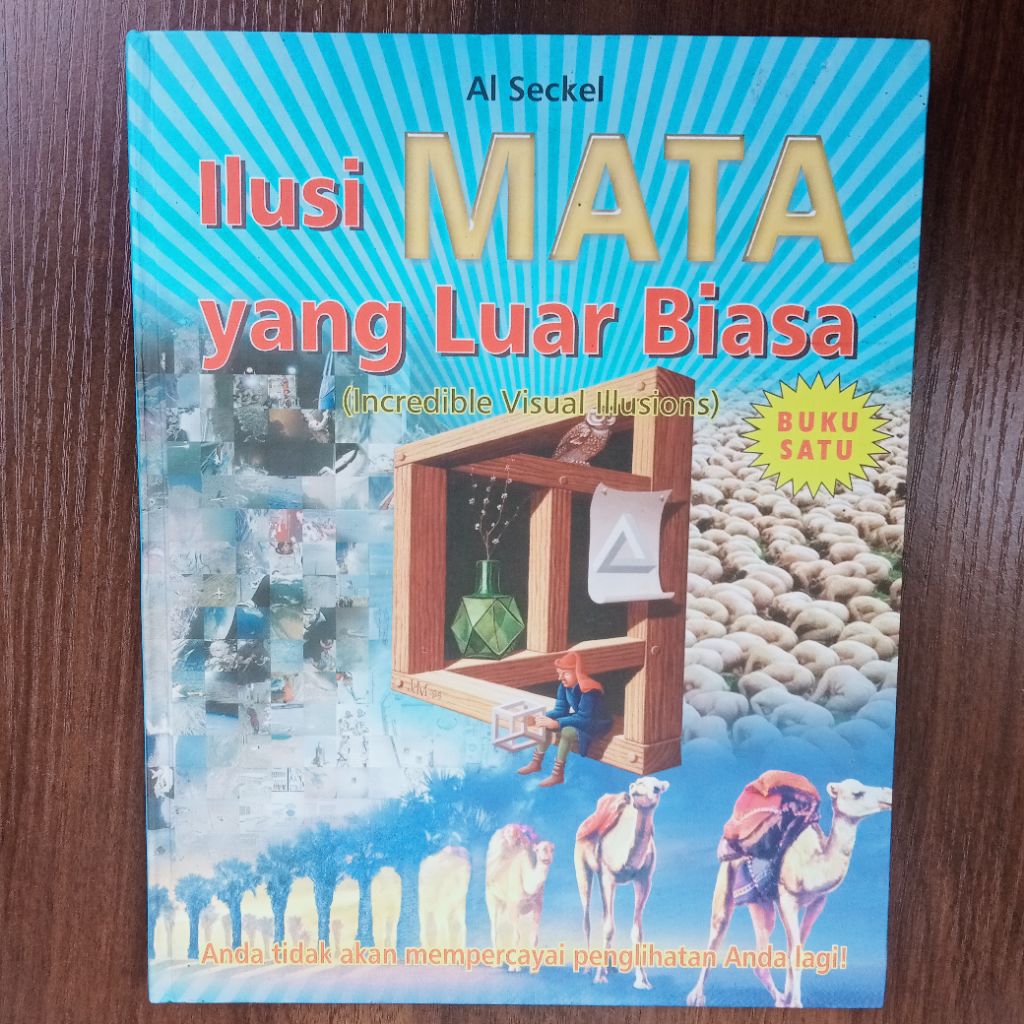 Al Seckel
Ilusi MATA
yang Luar Biasa
(Incredible Visual Illusions)
BUKU
SATU
Anda tidak akan mempercayai penglihatan Anda lagi!